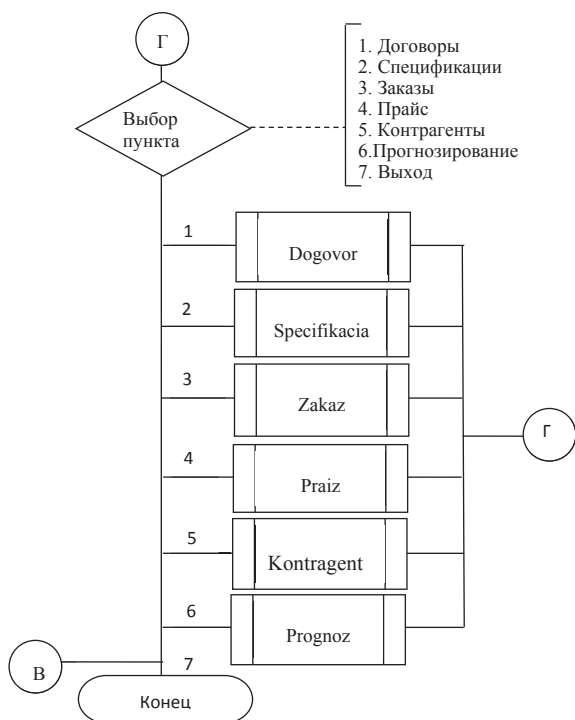 Г
Выбор
пункта
1. Договоры
2. Спецификации
3. Заказы
4. Прайс
5. Контрагенты
6.Прогнозирование
7. Выход
1
Dogovor
2
Specifikacia
3
Zakaz
Г
4
Praiz
5
Kontragent
6
Prognoz
В
7
Конец